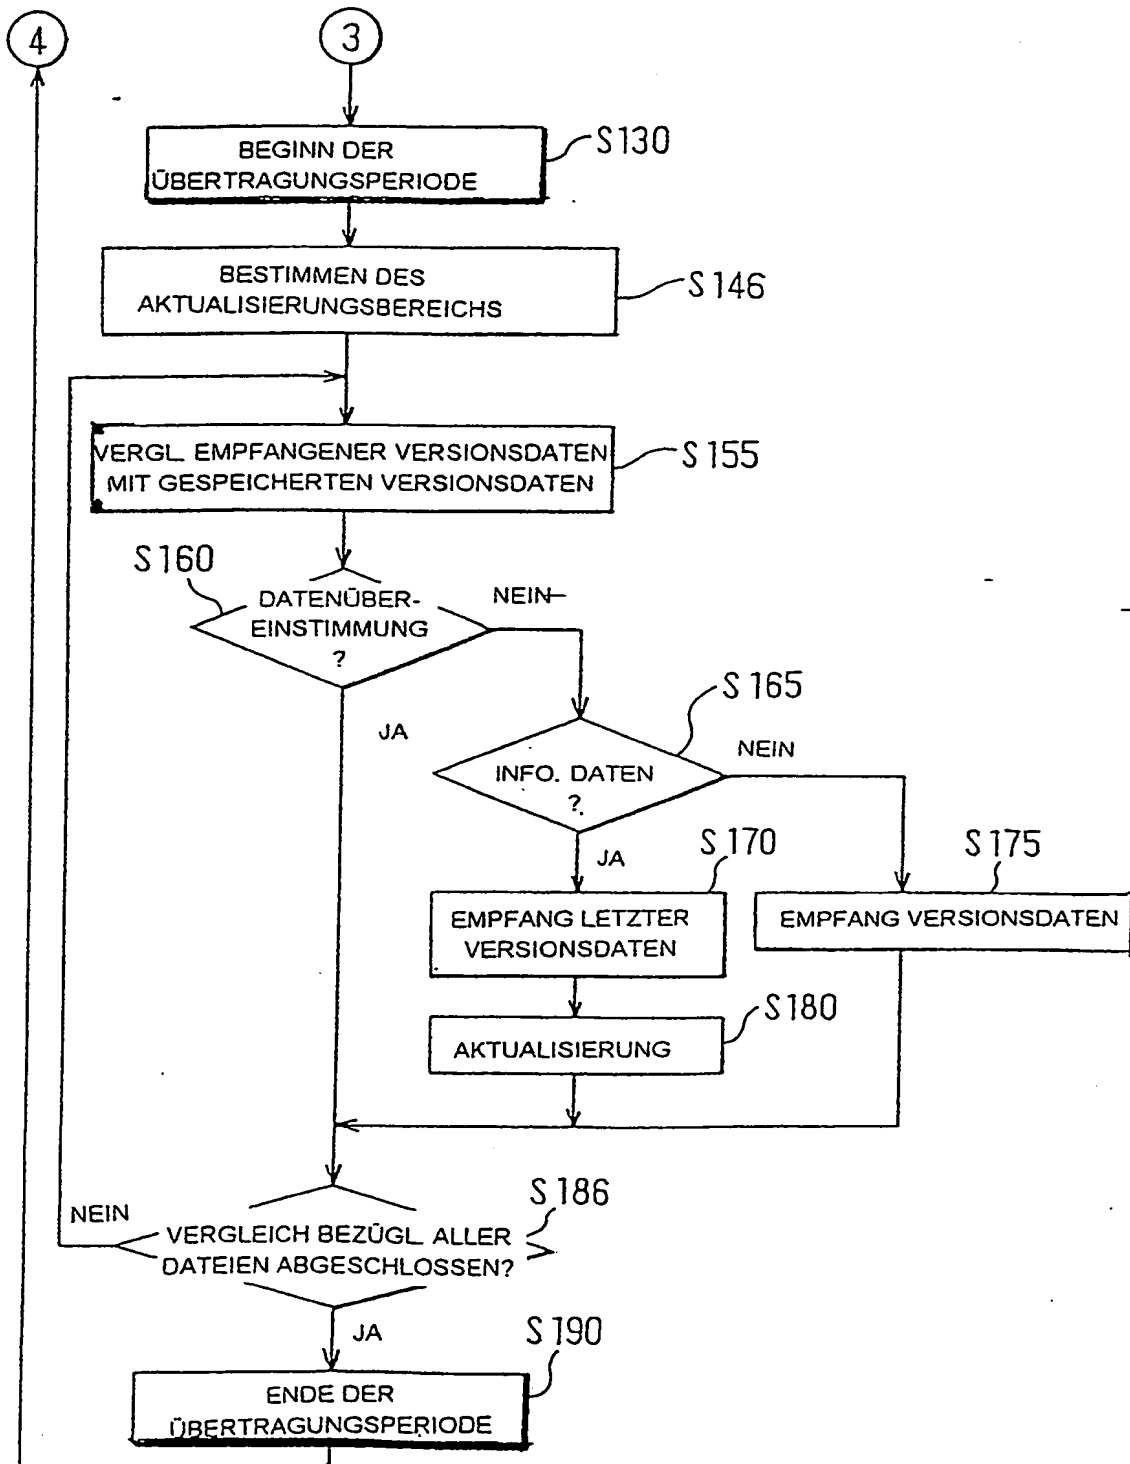 4
3
BEGINN DER
ÜBERTRAGUNGSPERIODE
S130
BESTIMMEN DES
AKTUALISIERUNGSBEREICHS
S146
VERGL. EMPFANGENER VERSIONSDATEN
MIT GESPEICHERTEN VERSIONSDATEN
S155
S160
DATENÜBER-
EINSTIMMUNG
?
NEIN
JA
S165
INFO. DATEN
?
NEIN
JA
S170
EMPFANG LETZTER
VERSIONSDATEN
S175
EMPFANG VERSIONSDATEN
S180
AKTUALISIERUNG
S186
NEIN
VERGLEICH BEZÜGL. ALLER
DATEIEN ABGESCHLOSSEN?
JA
S190
ENDE DER
ÜBERTRAGUNGSPERIODE